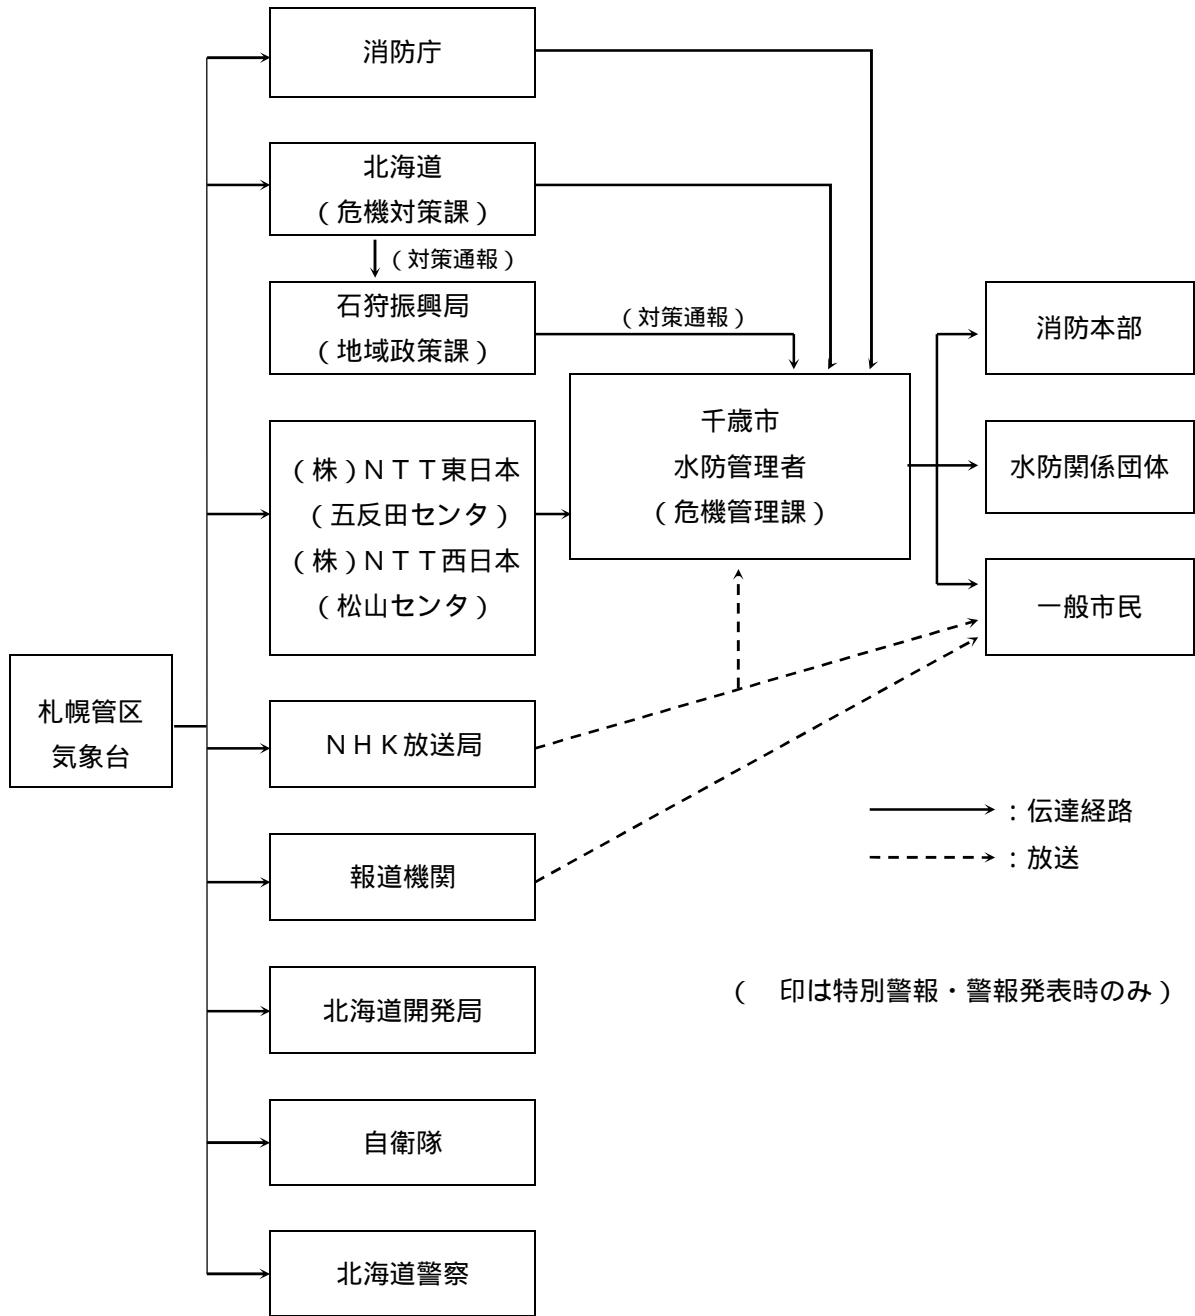 消防庁
北海道
（危機対策課）
（対策通報）
石狩振興局
（地域政策課）
（対策通報）
消防本部
千歳市
水防管理者
（危機管理課）
（株）ＮＴＴ東日本
（五反田センタ）
（株）ＮＴＴ西日本
（松山センタ）
水防関係団体
一般市民
札幌管区
気象台
ＮＨＫ放送局
：伝達経路
：放送
報道機関
（　印は特別警報・警報発表時のみ）
北海道開発局
自衛隊
北海道警察